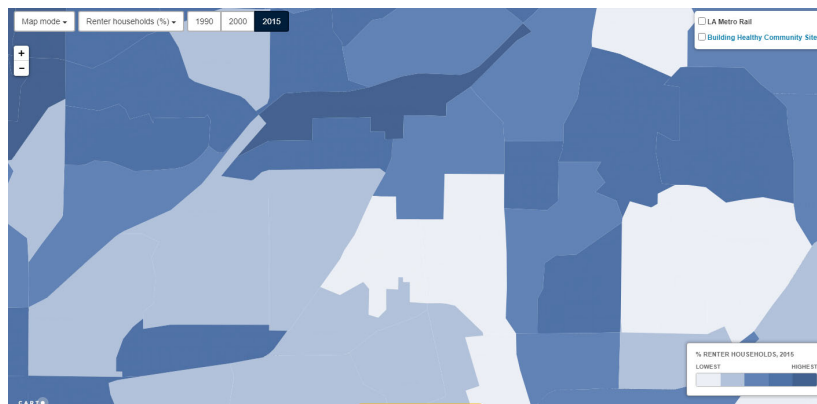 Map mode
Renter households (%)
1990
2000
2015
+
−
LA Metro Rail
Building Healthy Community Site
% RENTER HOUSEHOLDS, 2015
LOWEST
HIGHEST
CARTO